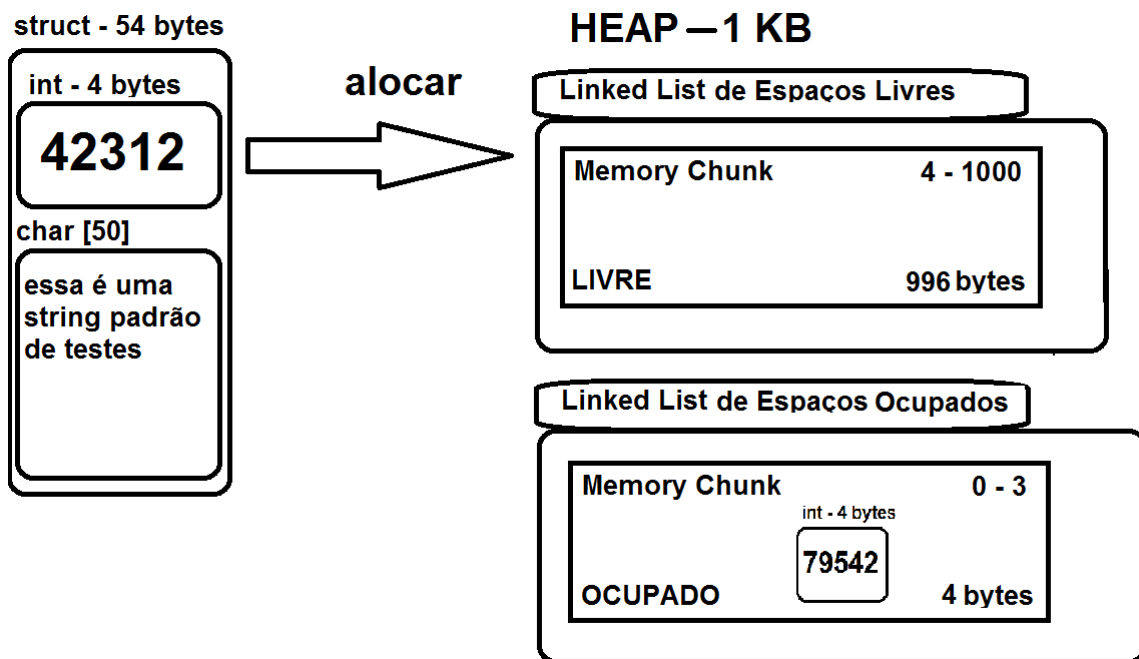 struct - 54 bytes
int - 4 bytes
42312
char [50]
essa é uma
string padrão
de testes
alocar
HEAP — 1 KB
Linked List de Espaços Livres
Memory Chunk 4 - 1000
LIVRE 996 bytes
Linked List de Espaços Ocupados
Memory Chunk 0 - 3
int - 4 bytes
79542
OCUPADO 4 bytes